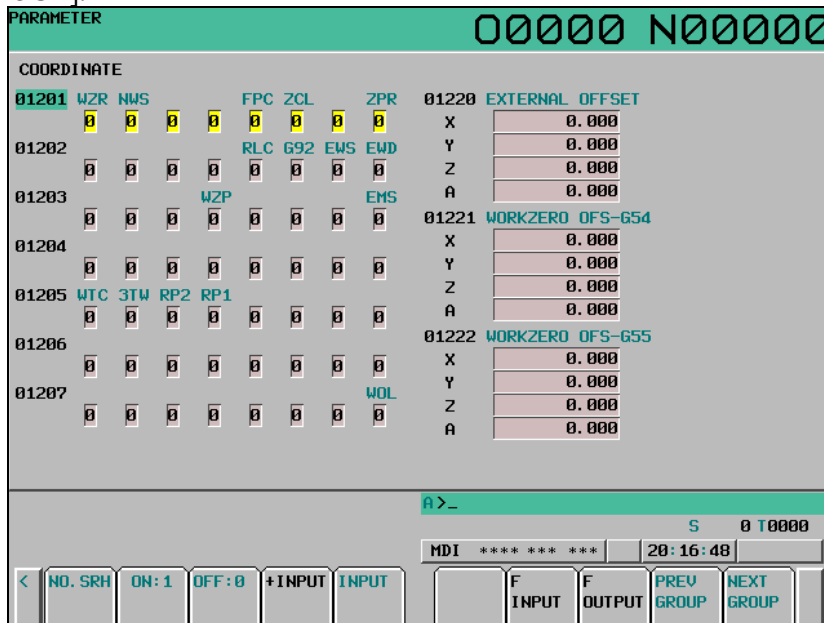 PARAMETER O0000 N00000
COORDINATE
01201 WZR NWS FPC ZCL ZPR
0 0 0 0 0 0 0 0
01202 RLC G92 EWS EWD
0 0 0 0 0 0 0 0
01203 WZP EMS
0 0 0 0 0 0 0 0
01204
0 0 0 0 0 0 0 0
01205 WTC 3TW RP2 RP1
0 0 0 0 0 0 0 0
01206
0 0 0 0 0 0 0 0
01207 WOL
0 0 0 0 0 0 0 0
01220 EXTERNAL OFFSET
X 0.000
Y 0.000
Z 0.000
A 0.000
01221 WORKZERO OFS-G54
X 0.000
Y 0.000
Z 0.000
A 0.000
01222 WORKZERO OFS-G55
X 0.000
Y 0.000
Z 0.000
A 0.000
A>_
S 0 T0000
MDI **** *** *** 20:16:48
< NO.SRH ON:1 OFF:0 +INPUT INPUT F INPUT F OUTPUT PREV GROUP NEXT GROUP